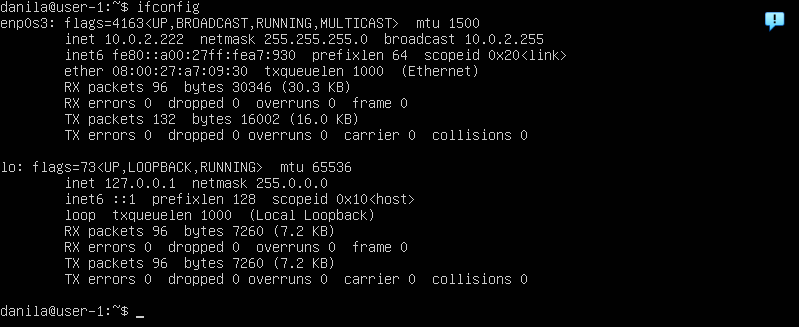 danila@user-1:~$ ifconfig
enp0s3: flags=4163<UP,BROADCAST,RUNNING,MULTICAST>  mtu 1500
        inet 10.0.2.222  netmask 255.255.255.0  broadcast 10.0.2.255
        inet6 fe80::a00:27ff:fea7:930  prefixlen 64  scopeid 0x20<link>
        ether 08:00:27:a7:09:30  txqueuelen 1000  (Ethernet)
        RX packets 96  bytes 30346 (30.3 KB)
        RX errors 0  dropped 0  overruns 0  frame 0
        TX packets 132  bytes 16002 (16.0 KB)
        TX errors 0  dropped 0 overruns 0  carrier 0  collisions 0

lo: flags=73<UP,LOOPBACK,RUNNING>  mtu 65536
        inet 127.0.0.1  netmask 255.0.0.0
        inet6 ::1  prefixlen 128  scopeid 0x10<host>
        loop  txqueuelen 1000  (Local Loopback)
        RX packets 96  bytes 7260 (7.2 KB)
        RX errors 0  dropped 0  overruns 0  frame 0
        TX packets 96  bytes 7260 (7.2 KB)
        TX errors 0  dropped 0 overruns 0  carrier 0  collisions 0

danila@user-1:~$ _